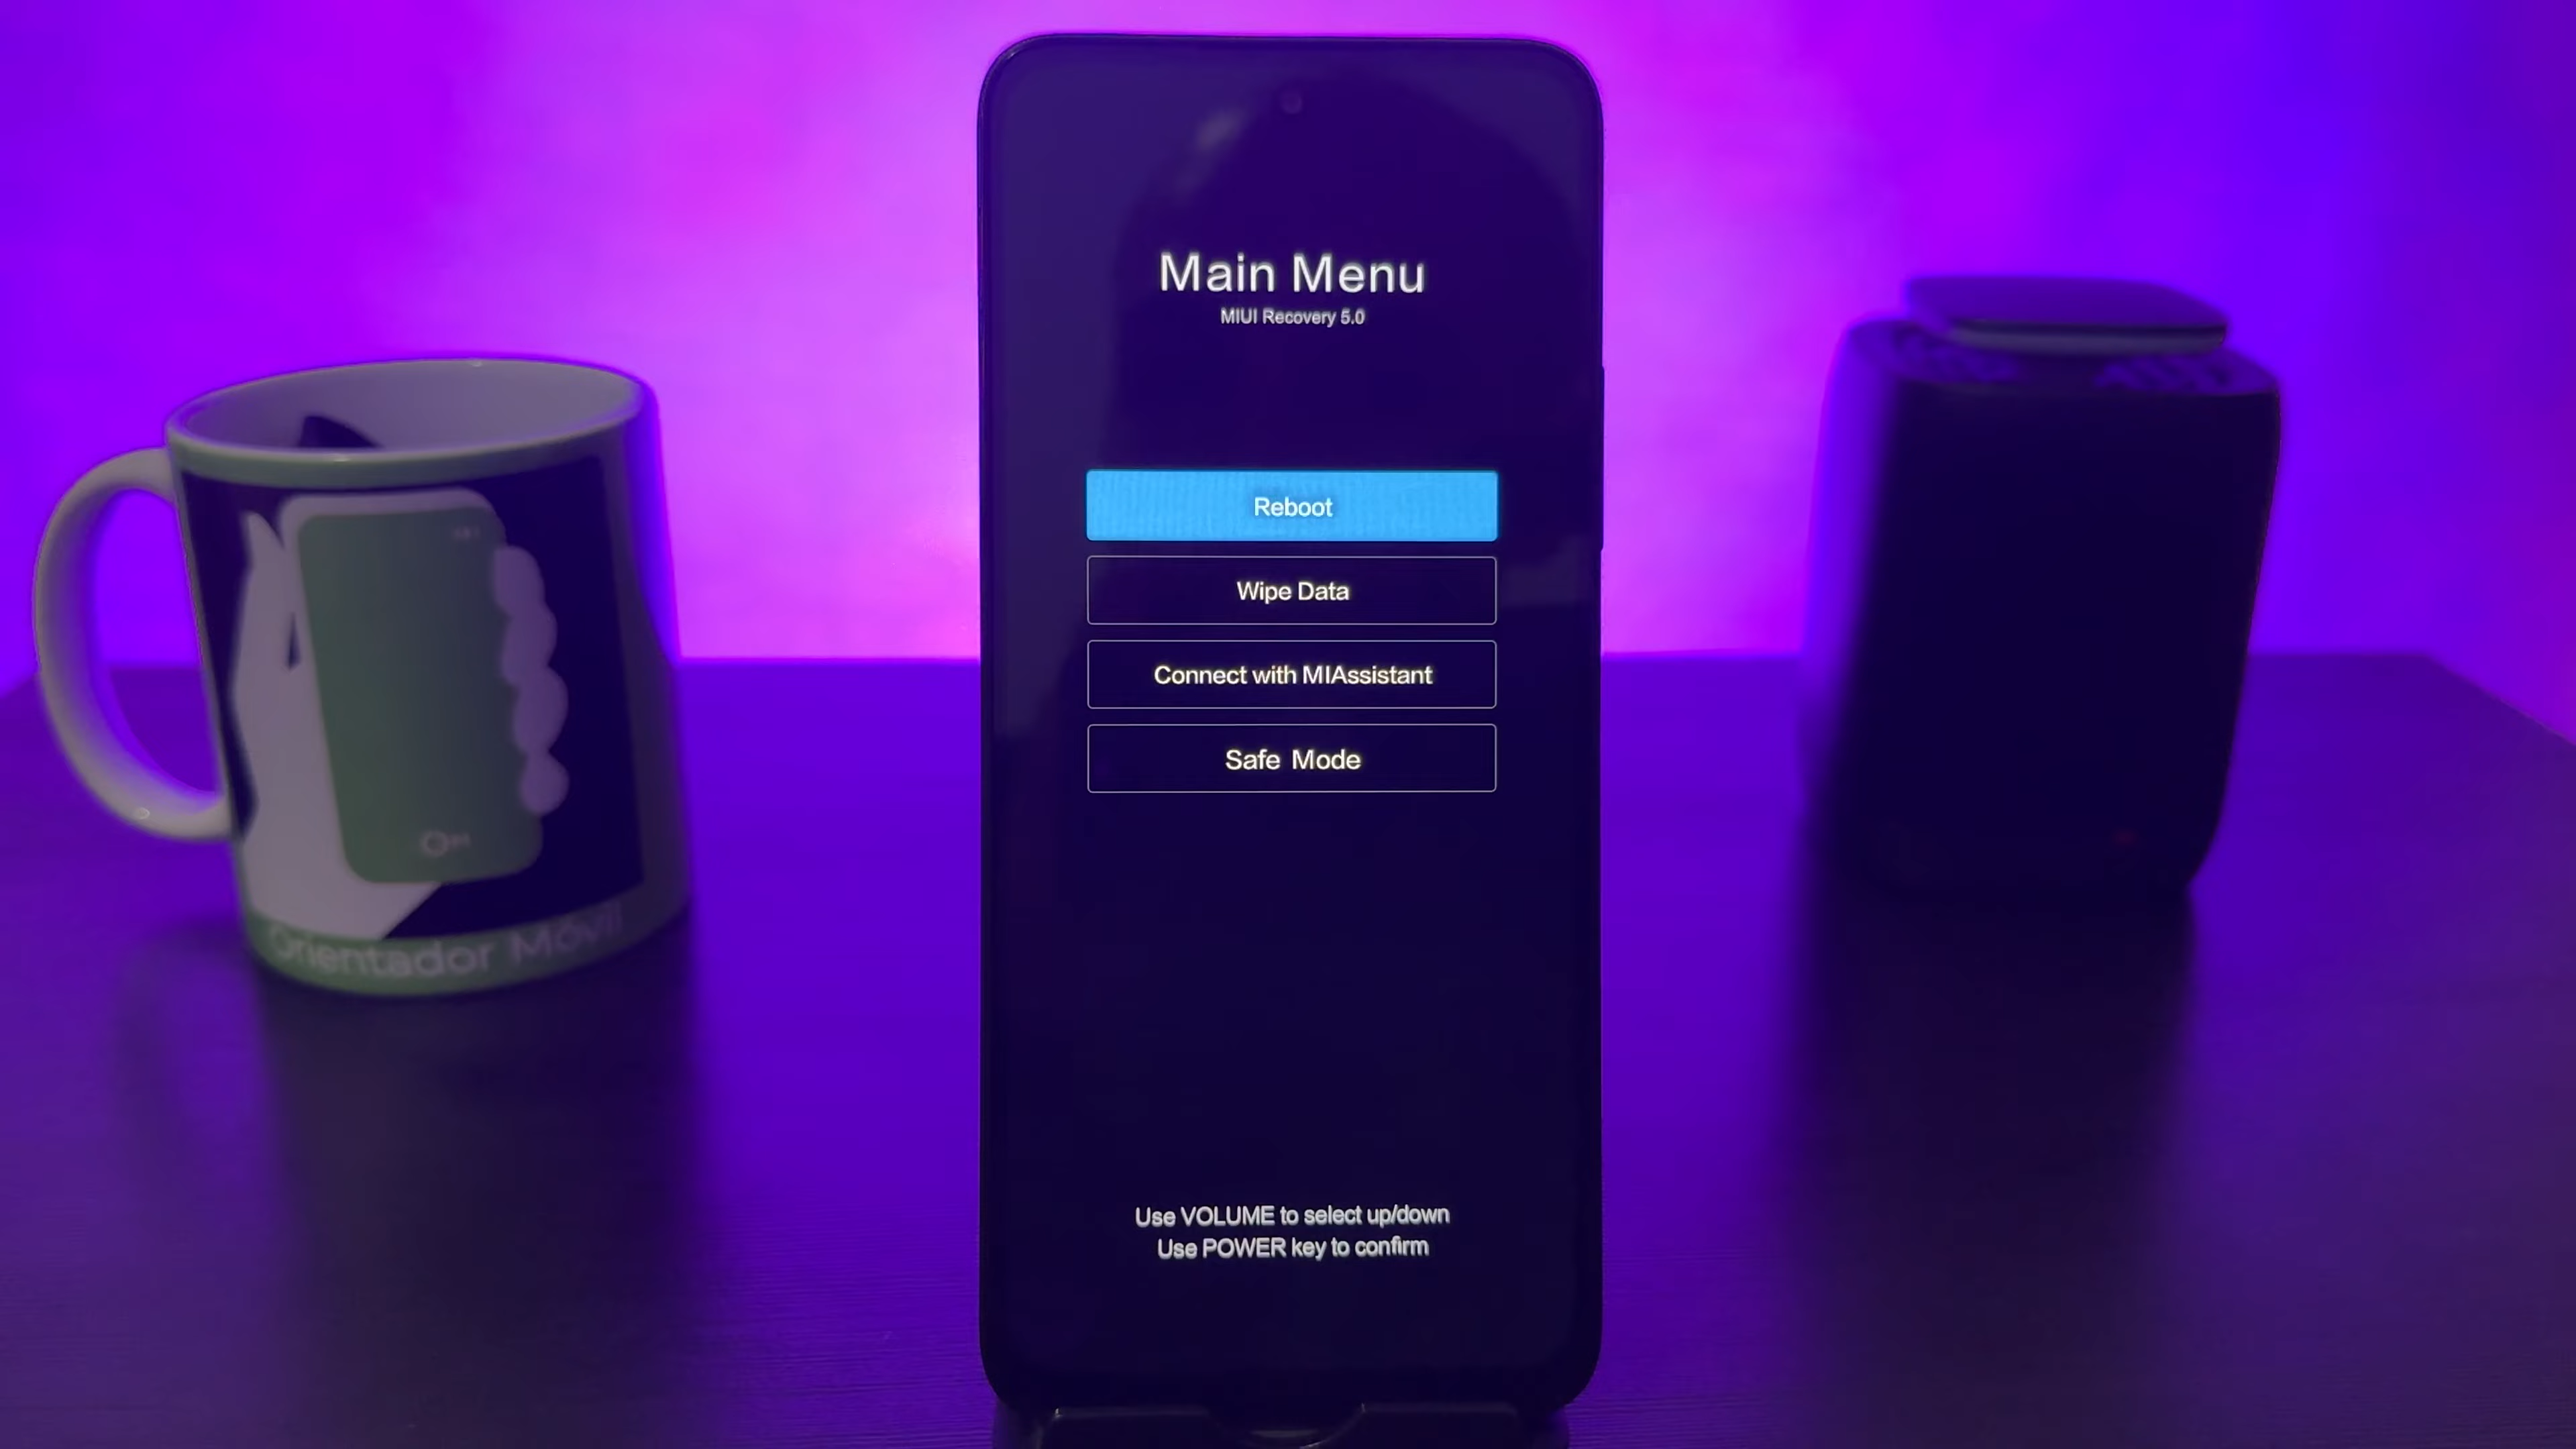 Main Menu
MIUI Recovery 5.0
Reboot
Wipe Data
Connect with MIAssistant
Safe  Mode
Use VOLUME to select up/down
Use POWER key to confirm
Orientador Móvil